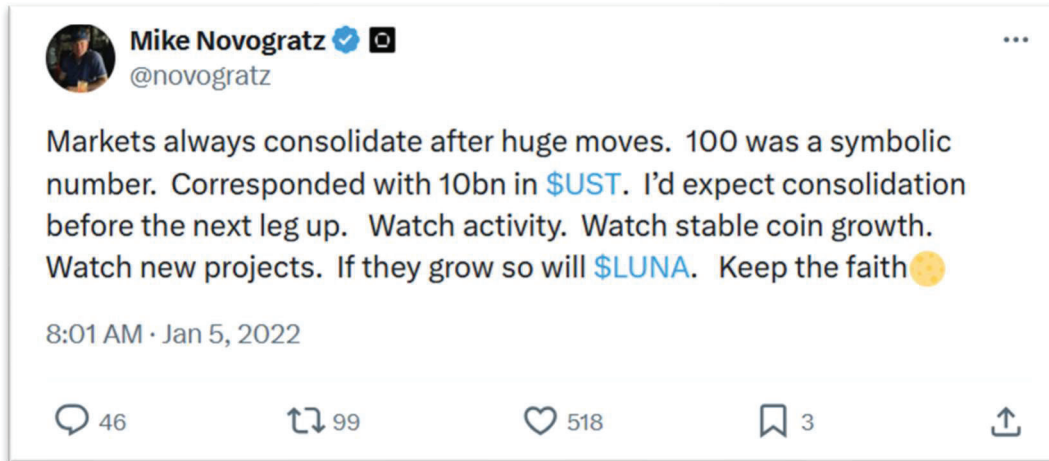 Mike Novogratz
@novogratz
Markets always consolidate after huge moves.  100 was a symbolic
number.  Corresponded with 10bn in $UST.  I’d expect consolidation
before the next leg up.   Watch activity.  Watch stable coin growth.
Watch new projects.  If they grow so will $LUNA.   Keep the faith🌕
8:01 AM · Jan 5, 2022
46 99 518 3